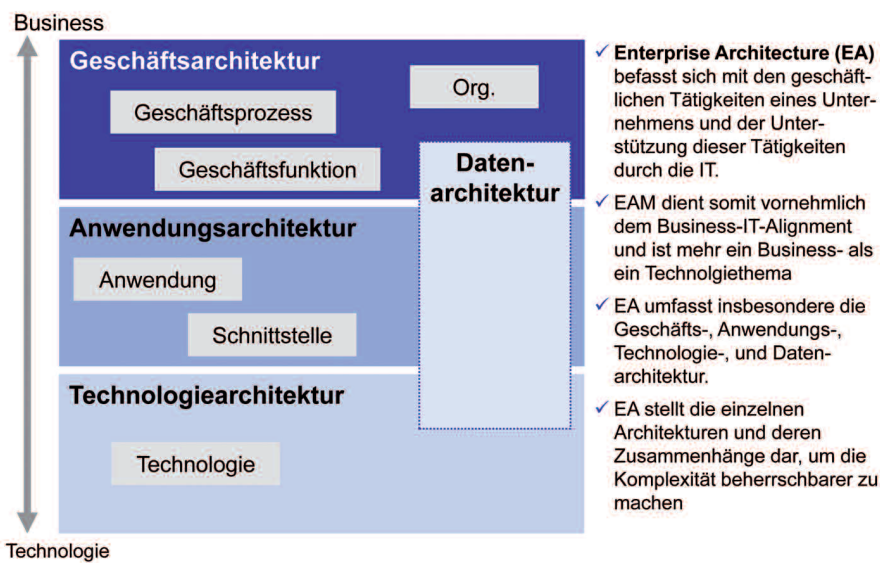 Business
Geschäftsarchitektur
Org.
Geschäftsprozess
Geschäftsfunktion
Daten-
architektur
Anwendungsarchitektur
Anwendung
Schnittstelle
Technologiearchitektur
Technologie
Technologie
✓ Enterprise Architecture (EA)
befasst sich mit den geschäft-
lichen Tätigkeiten eines Unter-
nehmens und der Unter-
stützung dieser Tätigkeiten
durch die IT.
✓ EAM dient somit vornehmlich
dem Business-IT-Alignment
und ist mehr ein Business- als
ein Technolgiethema
✓ EA umfasst insbesondere die
Geschäfts-, Anwendungs-,
Technologie-, und Daten-
architektur.
✓ EA stellt die einzelnen
Architekturen und deren
Zusammenhänge dar, um die
Komplexität beherrschbarer zu
machen